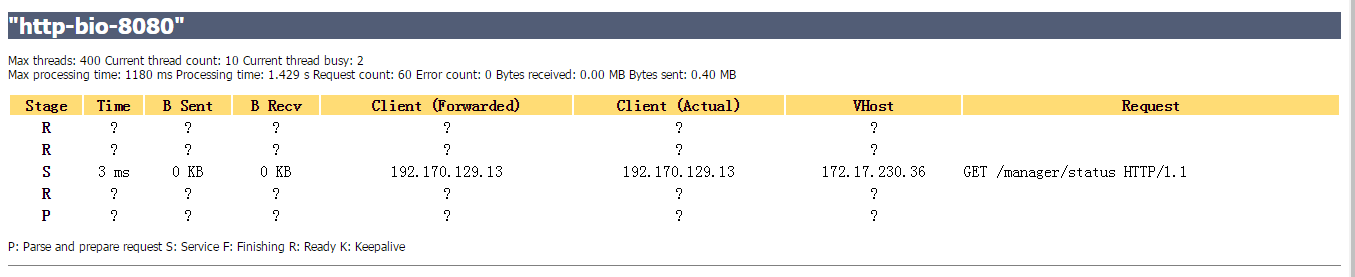 "http-bio-8080"
Max threads: 400 Current thread count: 10 Current thread busy: 2
Max processing time: 1180 ms Processing time: 1.429 s Request count: 60 Error count: 0 Bytes received: 0.00 MB Bytes sent: 0.40 MB
Stage Time B Sent B Recv Client (Forwarded) Client (Actual) VHost Request
R ? ? ? ? ? ?
R ? ? ? ? ? ?
S 3 ms 0 KB 0 KB 192.170.129.13 192.170.129.13 172.17.230.36 GET /manager/status HTTP/1.1
R ? ? ? ? ? ?
P ? ? ? ? ? ?
P: Parse and prepare request S: Service F: Finishing R: Ready K: Keepalive